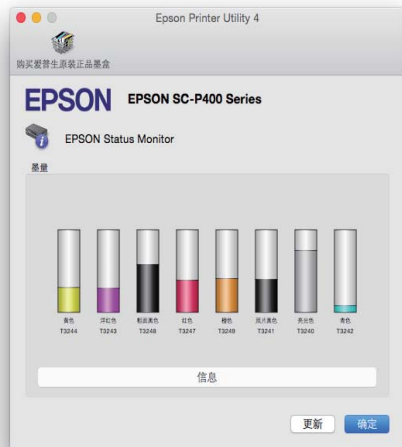 Epson Printer Utility 4
购买爱普生原装正品墨盒
EPSON EPSON SC-P400 Series
EPSON Status Monitor
墨量
黄色 洋红色 粗面黑色 红色 橙色 照片黑色 亮光色 青色
T3244 T3243 T3248 T3247 T3249 T3241 T3240 T3242
信息
更新 确定